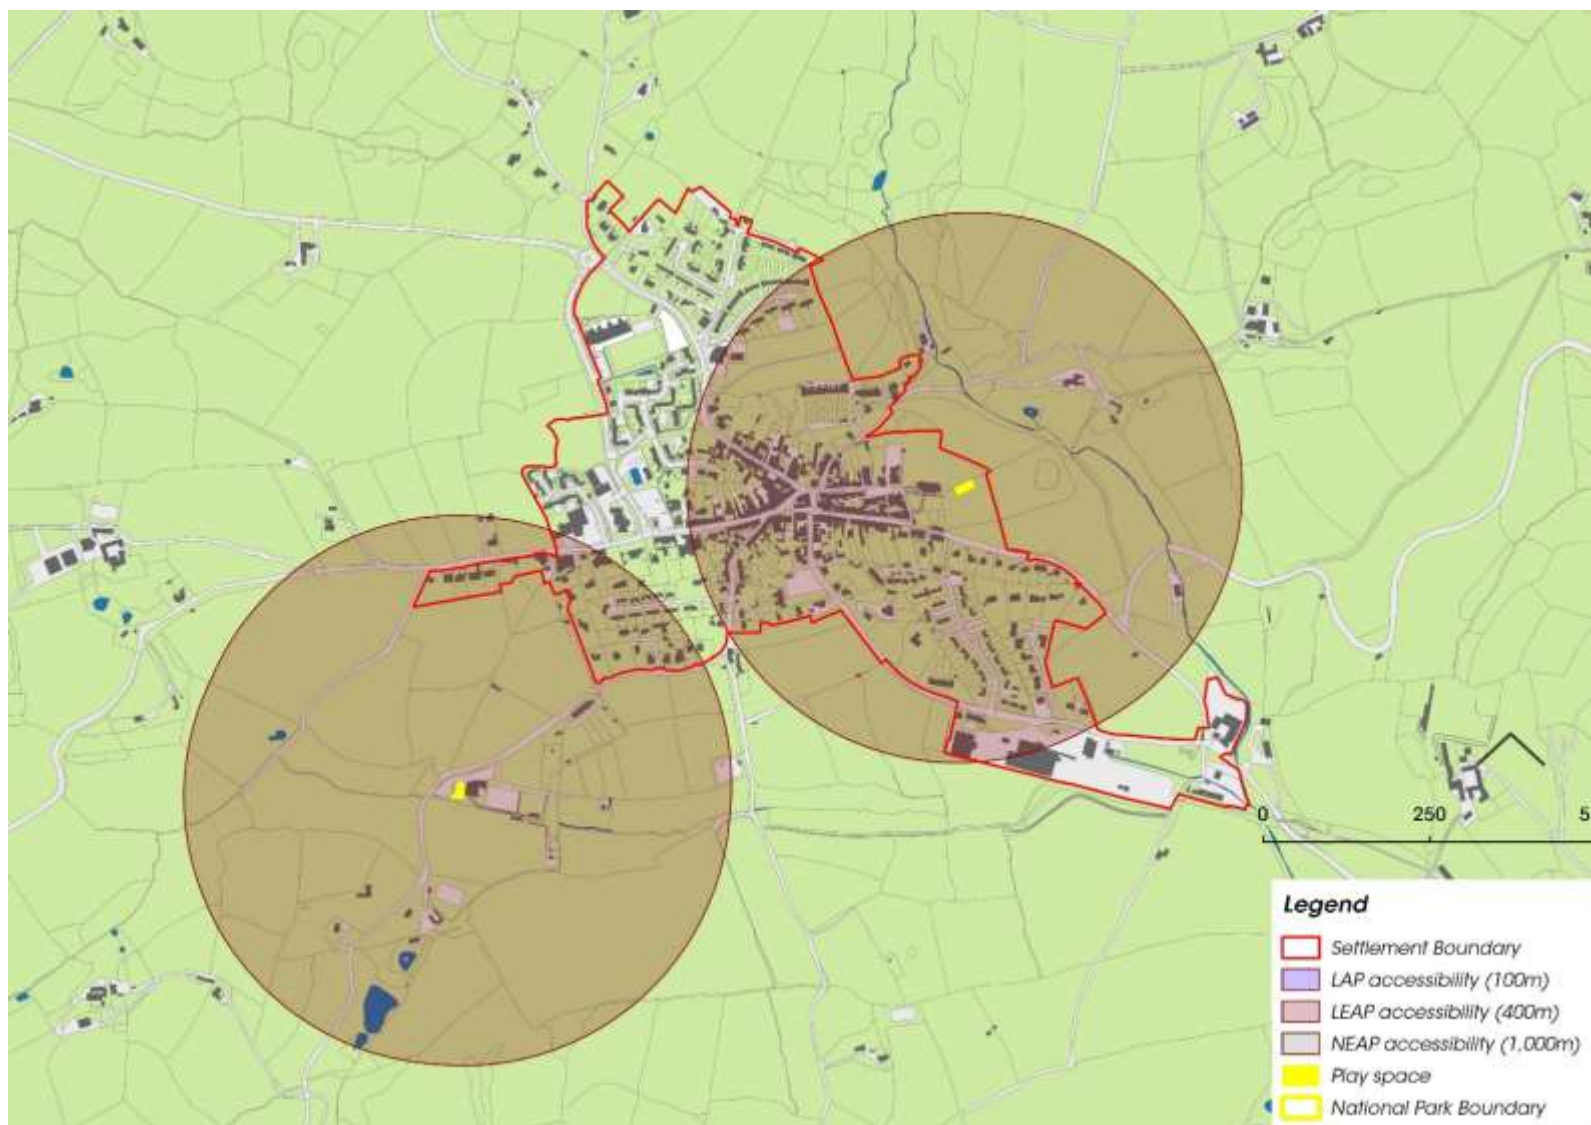 0 250 5
Legend
Settlement Boundary
LAP accessibility (100m)
LEAP accessibility (400m)
NEAP accessibility (1,000m)
Play space
National Park Boundary